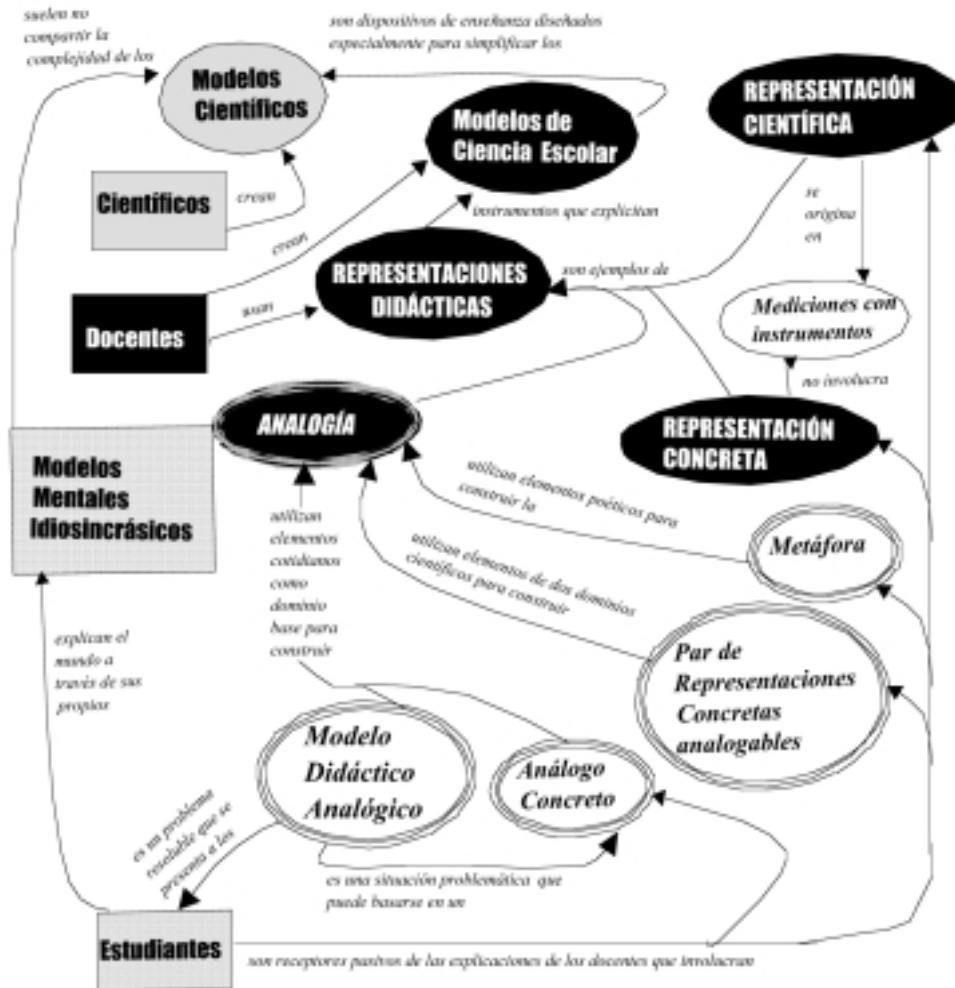 suelen no
compartir la
complejidad de los
son dispositivos de enseñanza diseñados
especialmente para simplificar los
Modelos
Científicos
Modelos de
Ciencia Escolar
REPRESENTACIÓN
CIENTÍFICA
Científicos
crean
crean
instrumentos que explicitan
se
origina
en
REPRESENTACIONES
DIDÁCTICAS
son ejemplos de
Docentes
usan
Mediciones con
instrumentos
no involucra
ANALOGÍA
REPRESENTACIÓN
CONCRETA
Modelos
Mentales
Idiosincrásicos
utilizan
elementos
cotidianos
como
dominio
base para
construir
utilizan elementos poéticos para
construir la
utilizan elementos de dos dominios
científicos para construir
Metáfora
explican el
mundo a
través de sus
propios
Par de
Representaciones
Concretas
analogables
Modelo
Didáctico
Analógico
Análogo
Concreto
es un problema
resoluble que se
presenta a los
es una situación problemática que
puede basarse en un
Estudiantes
son receptores pasivos de las explicaciones de los docentes que involucran